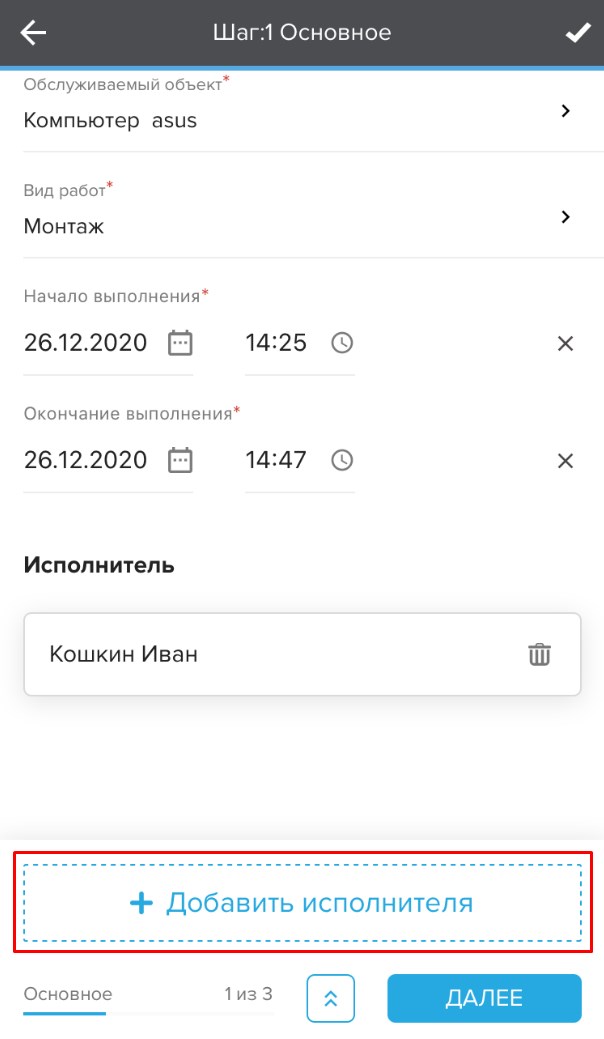 Шаг:1 Основное
Обслуживаемый объект*
Компьютер asus
Вид работ*
Монтаж
Начало выполнения*
26.12.2020 14:25
Окончание выполнения*
26.12.2020 14:47
Исполнитель
Кошкин Иван
+ Добавить исполнителя
Основное 1 из 3 ДАЛЕЕ